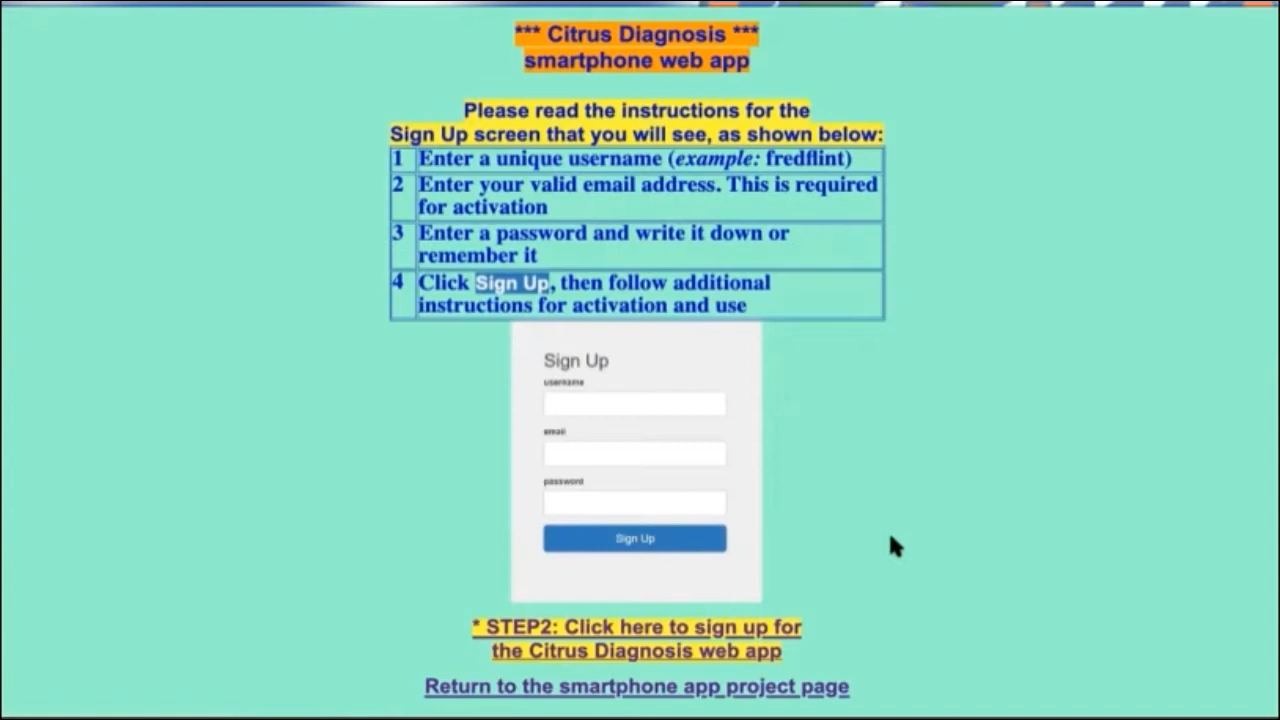 *** Citrus Diagnosis ***
smartphone web app
Please read the instructions for the
Sign Up screen that you will see, as shown below:
1 Enter a unique username (example: fredflint)
2 Enter your valid email address. This is required
for activation
3 Enter a password and write it down or
remember it
4 Click Sign Up, then follow additional
instructions for activation and use
Sign Up
username
email
password
Sign Up
* STEP2: Click here to sign up for
the Citrus Diagnosis web app
Return to the smartphone app project page